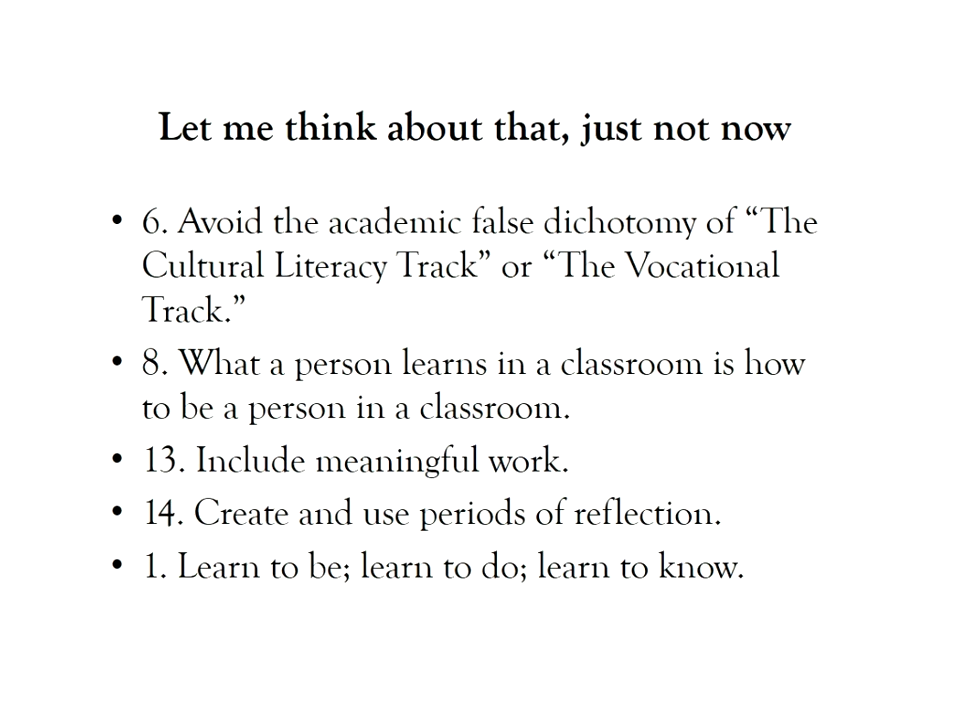 Let me think about that, just not now
• 6. Avoid the academic false dichotomy of “The
Cultural Literacy Track” or “The Vocational
Track.”
• 8. What a person learns in a classroom is how
to be a person in a classroom.
• 13. Include meaningful work.
• 14. Create and use periods of reflection.
• 1. Learn to be; learn to do; learn to know.